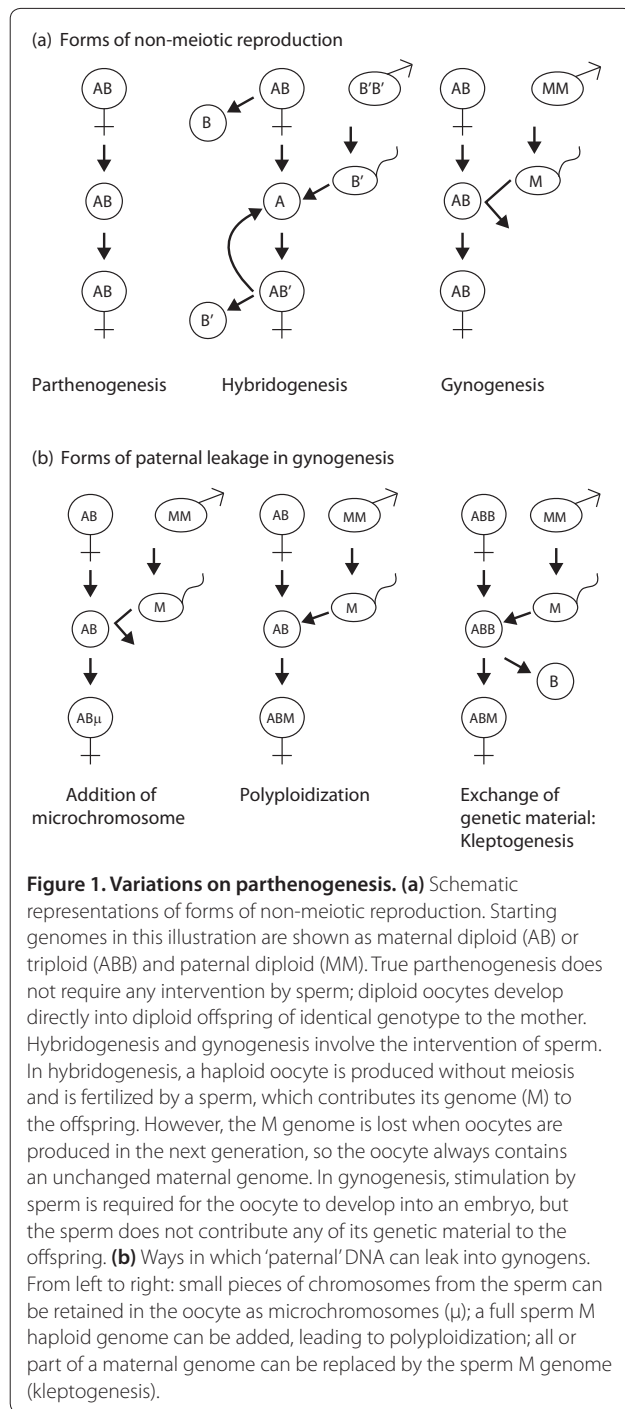 (a) Forms of non-meiotic reproduction
AB AB B'B' AB MM
B
AB A B' AB M
AB AB' AB
B'
Parthenogenesis Hybridogenesis Gynogenesis
(b) Forms of paternal leakage in gynogenesis
AB MM AB MM ABB MM
AB M AB M ABB M
B
ABμ ABM ABM
Addition of Polyploidization Exchange of
microchromosome genetic material:
Kleptogenesis
Figure 1. Variations on parthenogenesis. (a) Schematic
representations of forms of non-meiotic reproduction. Starting
genomes in this illustration are shown as maternal diploid (AB) or
triploid (ABB) and paternal diploid (MM). True parthenogenesis does
not require any intervention by sperm; diploid oocytes develop
directly into diploid offspring of identical genotype to the mother.
Hybridogenesis and gynogenesis involve the intervention of sperm.
In hybridogenesis, a haploid oocyte is produced without meiosis
and is fertilized by a sperm, which contributes its genome (M) to
the offspring. However, the M genome is lost when oocytes are
produced in the next generation, so the oocyte always contains
an unchanged maternal genome. In gynogenesis, stimulation by
sperm is required for the oocyte to develop into an embryo, but
the sperm does not contribute any of its genetic material to the
offspring. (b) Ways in which 'paternal' DNA can leak into gynogens.
From left to right: small pieces of chromosomes from the sperm can
be retained in the oocyte as microchromosomes (μ); a full sperm M
haploid genome can be added, leading to polyploidization; all or
part of a maternal genome can be replaced by the sperm M genome
(kleptogenesis).